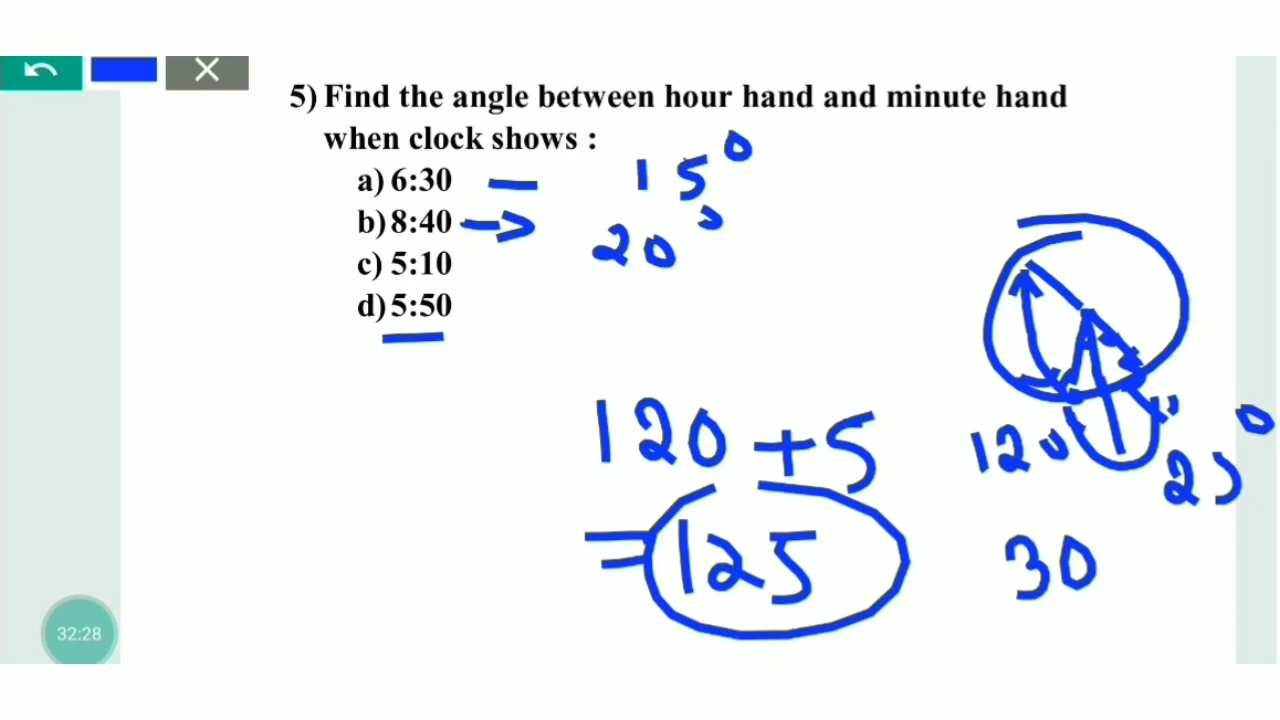 5) Find the angle between hour hand and minute hand
when clock shows :
a) 6:30 — 15°
b) 8:40 → 20°
c) 5:10
d) 5:50
120 + 5
= 125
120
25°
30
32:28